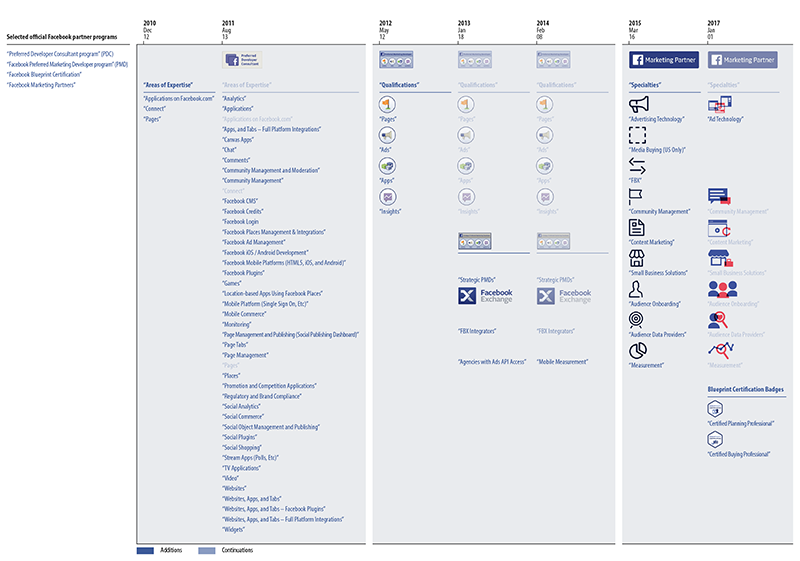 Selected official Facebook partner programs
“Preferred Developer Consultant program” (PDC)
“Facebook Preferred Marketing Developer program” (PMD)
“Facebook Blueprint Certification”
“Facebook Marketing Partners”
2010
Dec
12
“Areas of Expertise”
“Applications on Facebook.com”
“Connect”
“Pages”
2011
Aug
13
Preferred
Developer
Consultant
“Areas of Expertise”
“Analytics”
“Applications”
“Applications on Facebook.com”
“Apps, and Tabs – Full Platform Integrations”
“Canvas Apps”
“Chat”
“Comments”
“Community Management and Moderation”
“Community Management”
“Connect”
“Facebook CMS”
“Facebook Credits”
“Facebook Login
“Facebook Places Management & Integrations”
“Facebook Ad Management”
“Facebook iOS / Android Development”
“Facebook Mobile Platforms (HTML5, iOS, and Android)”
“Facebook Plugins”
“Games”
“Location-based Apps Using Facebook Places”
“Mobile Platform (Single Sign On, Etc)”
“Mobile Commerce”
“Monitoring”
“Page Management and Publishing (Social Publishing Dashboard)”
“Page Tabs”
“Page Management”
“Pages”
“Places”
“Promotion and Competition Applications”
“Regulatory and Brand Compliance”
“Social Analytics”
“Social Commerce”
“Social Object Management and Publishing”
“Social Plugins”
“Social Shopping”
“Stream Apps (Polls, Etc)”
“TV Applications”
“Video”
“Websites”
“Websites, Apps, and Tabs”
“Websites, Apps, and Tabs – Facebook Plugins”
“Websites, Apps, and Tabs – Full Platform Integrations”
“Widgets”
2012
May
12
“Qualifications”
“Pages”
“Ads”
“Apps”
“Insights”
2013
Jan
18
“Qualifications”
“Pages”
“Ads”
“Apps”
“Insights”
“Strategic PMDs”
Facebook
Exchange
“FBX Integrators”
“Agencies with Ads API Access”
2014
Feb
08
“Qualifications”
“Pages”
“Ads”
“Apps”
“Insights”
“Strategic PMDs”
Facebook
Exchange
“FBX Integrators”
“Mobile Measurement”
2015
Mar
16
Marketing Partner
“Specialties”
“Advertising Technology”
“Media Buying (US Only)”
“FBX”
“Community Management”
“Content Marketing”
“Small Business Solutions”
“Audience Onboarding”
“Audience Data Providers”
“Measurement”
2017
Jan
01
Marketing Partner
“Specialties”
“Ad Technology”
“Community Management”
“Content Marketing”
“Small Business Solutions”
“Audience Onboarding”
“Audience Data Providers”
“Measurement”
Blueprint Certification Badges
“Certified Planning Professional”
“Certified Buying Professional”
Additions
Continuations